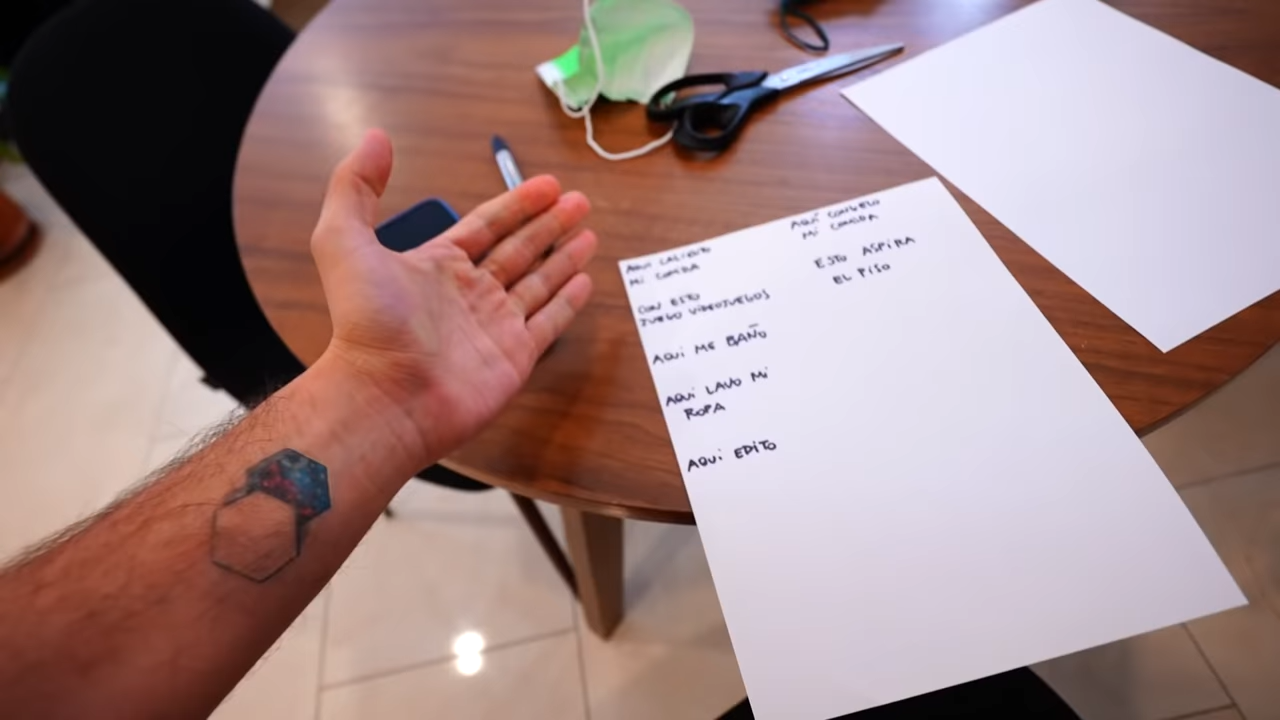 AQUÍ CALIENTO
MI COMIDA
CON ESTO
JUEGO VIDEOJUEGOS
AQUÍ ME BAÑO
AQUÍ LAVO MI
ROPA
AQUÍ EDITO
AQUÍ CONGELO
MI COMIDA
ESTO ASPIRA
EL PISO